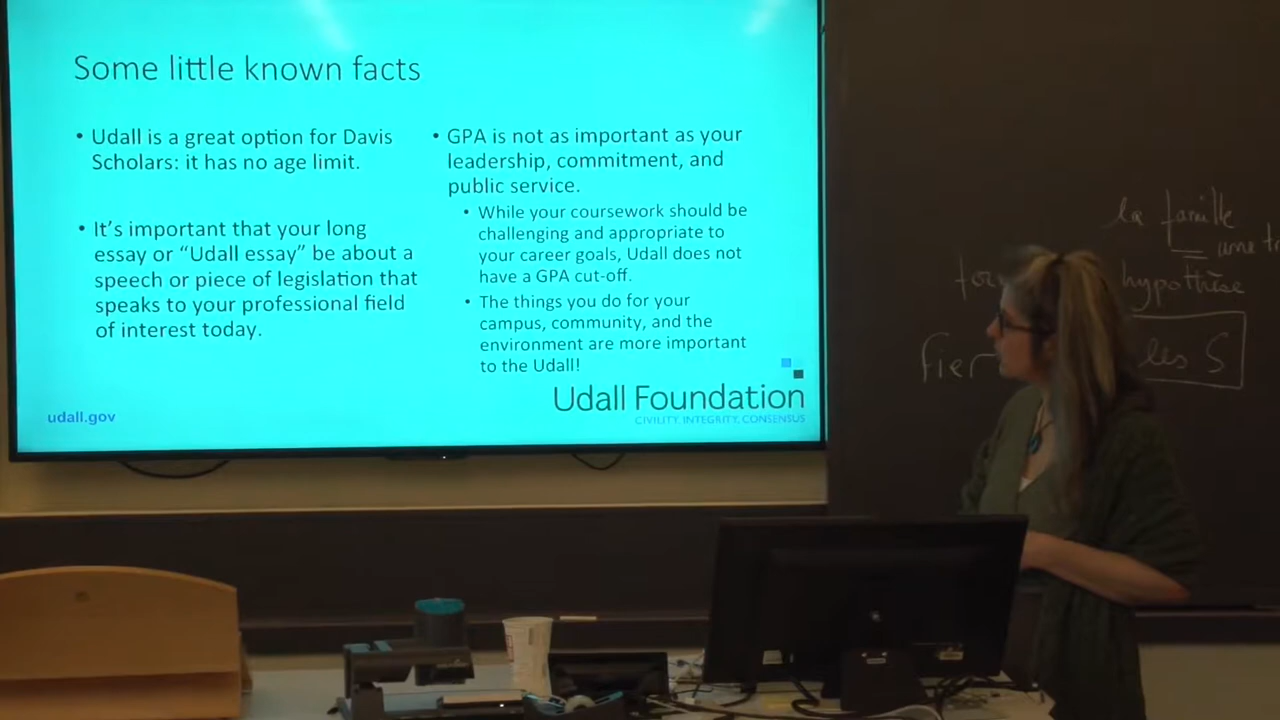 Some little known facts
• Udall is a great option for Davis
Scholars: it has no age limit.
• It’s important that your long
essay or “Udall essay” be about a
speech or piece of legislation that
speaks to your professional field
of interest today.
• GPA is not as important as your
leadership, commitment, and
public service.
• While your coursework should be
challenging and appropriate to
your career goals, Udall does not
have a GPA cut-off.
• The things you do for your
campus, community, and the
environment are more important
to the Udall!
udall.gov
Udall Foundation
CIVILITY, INTEGRITY, CONSENSUS
la famille
une
hypothèse
fier
les S